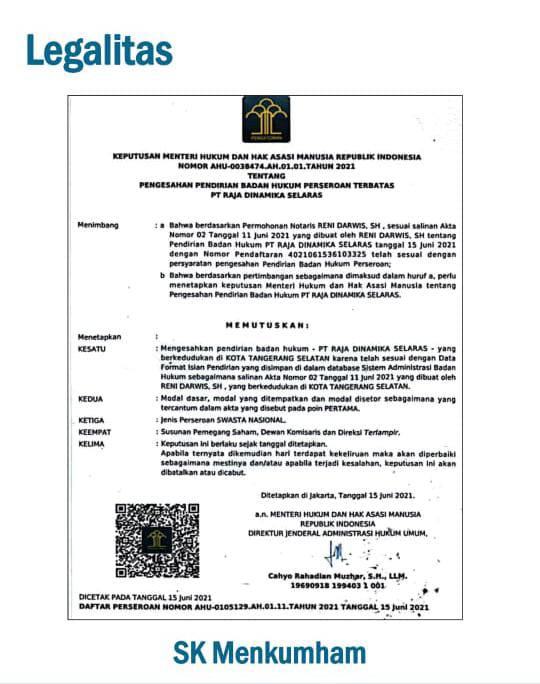 Legalitas
PENGAYOMAN
KEPUTUSAN MENTERI HUKUM DAN HAK ASASI MANUSIA REPUBLIK INDONESIA
NOMOR AHU-0038474.AH.01.01.TAHUN 2021
TENTANG
PENGESAHAN PENDIRIAN BADAN HUKUM PERSEROAN TERBATAS
PT RAJA DINAMIKA SELARAS
Menimbang : a Bahwa berdasarkan Permohonan Notaris RENI DARWIS, SH , sesuai salinan Akta
Nomor 02 Tanggal 11 Juni 2021 yang dibuat oleh RENI DARWIS, SH tentang
Pendirian Badan Hukum PT RAJA DINAMIKA SELARAS tanggal 15 Juni 2021
dengan Nomor Pendaftaran 4021061536103325 telah sesuai dengan
persyaratan pengesahan Pendirian Badan Hukum Perseroan;
b Bahwa berdasarkan pertimbangan sebagaimana dimaksud dalam huruf a, perlu
menetapkan keputusan Menteri Hukum dan Hak Asasi Manusia tentang
Pengesahan Pendirian Badan Hukum PT RAJA DINAMIKA SELARAS.
M E M U T U S K A N :
Menetapkan :
KESATU : Mengesahkan pendirian badan hukum - PT RAJA DINAMIKA SELARAS - yang
berkedudukan di KOTA TANGERANG SELATAN karena telah sesuai dengan Data
Format Isian Pendirian yang disimpan di dalam database Sistem Administrasi Badan
Hukum sebagaimana salinan Akta Nomor 02 Tanggal 11 Juni 2021 yang dibuat oleh
RENI DARWIS, SH , yang berkedudukan di KOTA TANGERANG SELATAN.
KEDUA : Modal dasar, modal yang ditempatkan dan modal disetor sebagaimana yang
tercantum dalam akta yang disebut pada poin PERTAMA.
KETIGA : Jenis Perseroan SWASTA NASIONAL.
KEEMPAT : Susunan Pemegang Saham, Dewan Komisaris dan Direksi Terlampir.
KELIMA : Keputusan ini berlaku sejak tanggal ditetapkan.
Apabila ternyata dikemudian hari terdapat kekeliruan maka akan diperbaiki
sebagaimana mestinya dan/atau apabila terjadi kesalahan, keputusan ini akan
dibatalkan atau dicabut.
Ditetapkan di Jakarta, Tanggal 15 Juni 2021.
a.n. MENTERI HUKUM DAN HAK ASASI MANUSIA
REPUBLIK INDONESIA
DIREKTUR JENDERAL ADMINISTRASI HUKUM UMUM,
Cahyo Rahadian Muzhar, S.H., LLM.
19690918 199403 1 001
DICETAK PADA TANGGAL 15 Juni 2021
DAFTAR PERSEROAN NOMOR AHU-0105129.AH.01.11.TAHUN 2021 TANGGAL 15 Juni 2021
SK Menkumham